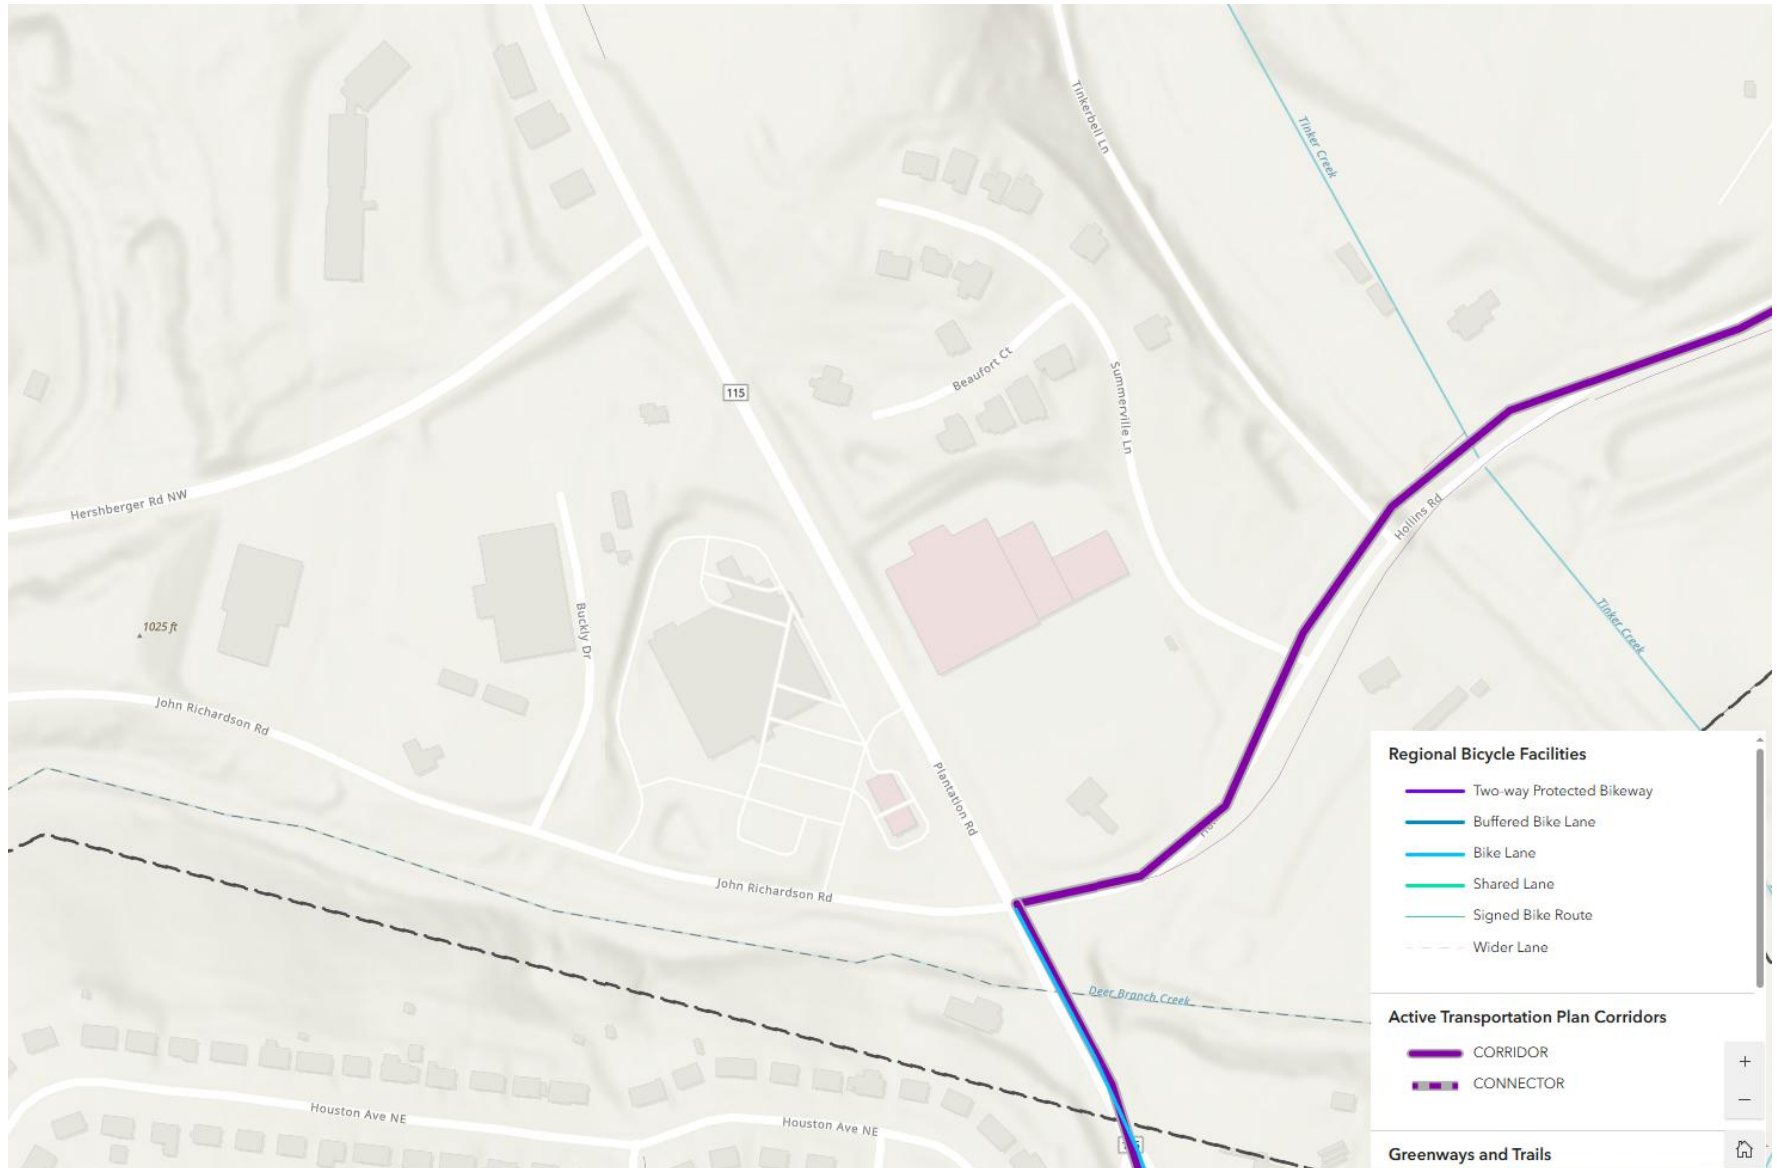 Tinkerbell Ln
Tinker Creek
Beaufort Ct
Summerville Ln
115
Hershberger Rd NW
Hollins Rd
Buckly Dr
1025 ft
Tinker Creek
John Richardson Rd
Plantation Rd
John Richardson Rd
Deer Branch Creek
Houston Ave NE
Houston Ave NE
Regional Bicycle Facilities
Two-way Protected Bikeway
Buffered Bike Lane
Bike Lane
Shared Lane
Signed Bike Route
Wider Lane
Active Transportation Plan Corridors
CORRIDOR
CONNECTOR
+
−
Greenways and Trails